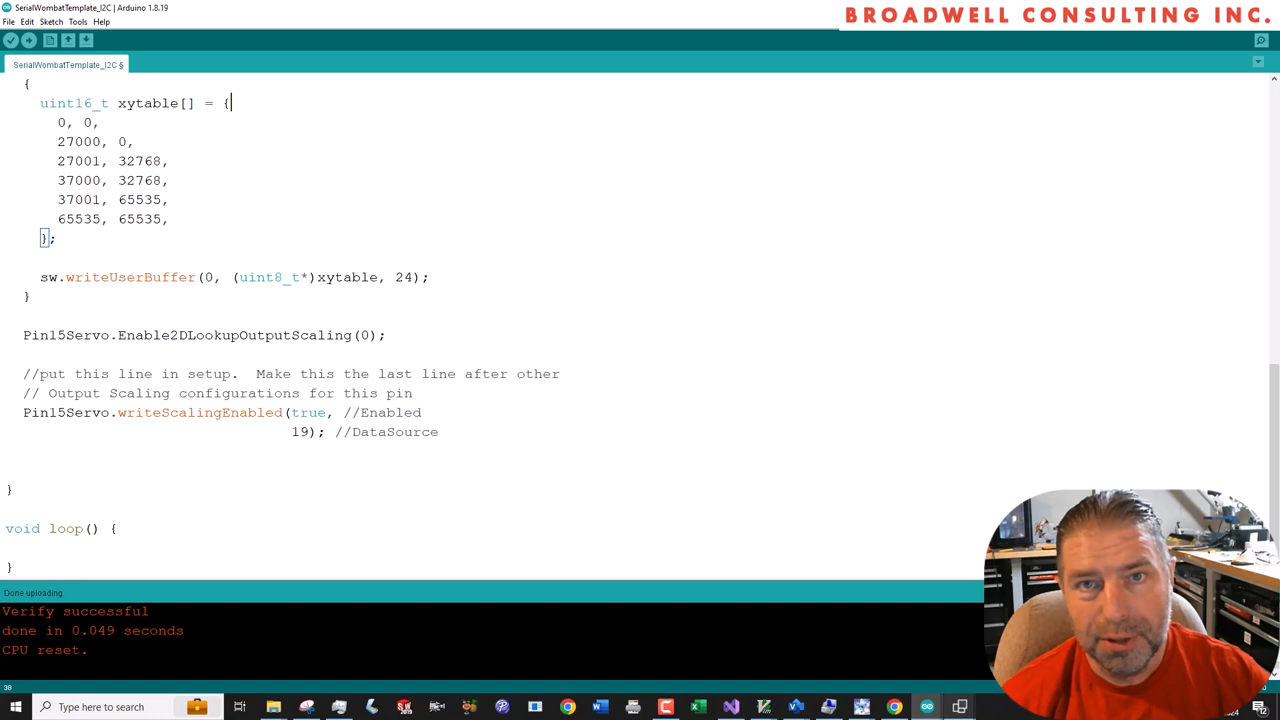 SerialWombatTemplate_I2C | Arduino 1.8.19
BROADWELL CONSULTING INC.
File Edit Sketch Tools Help
SerialWombatTemplate_I2C §
{
uint16_t xytable[] = {
0, 0,
27000, 0,
27001, 32768,
37000, 32768,
37001, 65535,
65535, 65535,
};
sw.writeUserBuffer(0, (uint8_t*)xytable, 24);
}
Pin15Servo.Enable2DLookupOutputScaling(0);
//put this line in setup.  Make this the last line after other
// Output Scaling configurations for this pin
Pin15Servo.writeScalingEnabled(true, //Enabled
19); //DataSource
}
void loop() {
}
Done uploading.
Verify successful
done in 0.049 seconds
CPU reset.
38
Type here to search